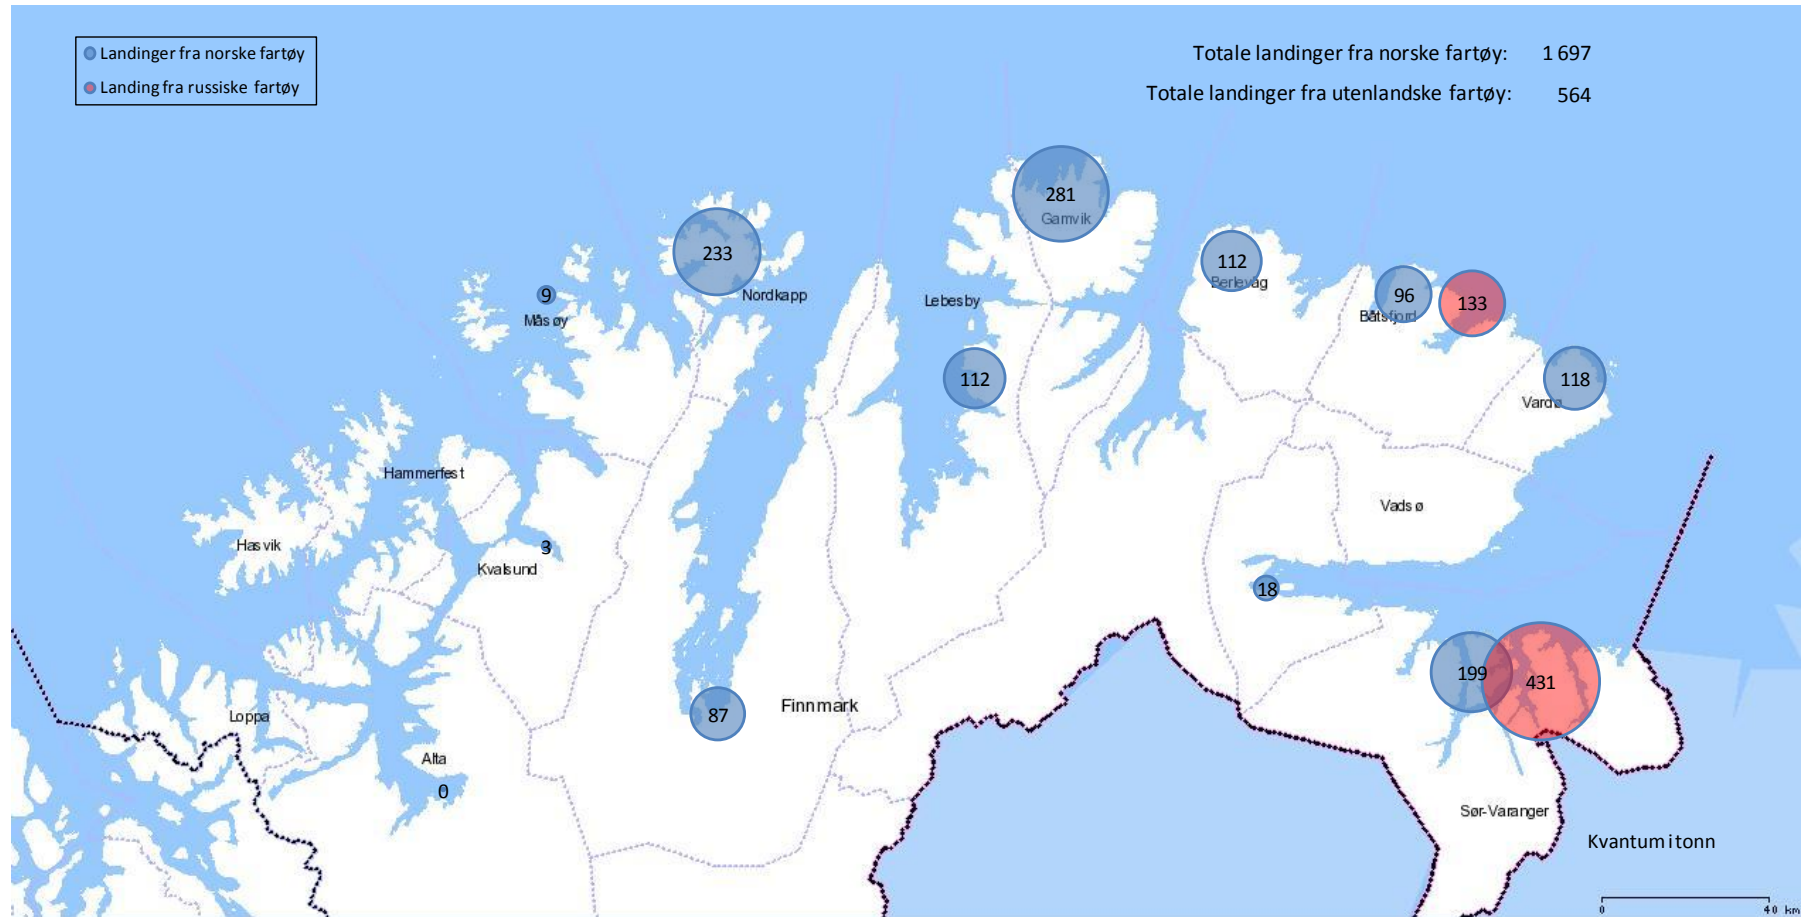 Landinger fra norske fartøy
Landing fra russiske fartøy
Totale landinger fra norske fartøy: 1 697
Totale landinger fra utenlandske fartøy: 564
281
Gamvik
233
Nordkapp
112
Berlevåg
9
Måsøy
Lebesby
96
Båtsfjord
133
112
118
Vardø
Hammerfest
Vadsø
Hasvik
3
Kvalsund
18
199
431
87
Finnmark
Loppa
Alta
0
Sør-Varanger
Kvantum i tonn
0 40 km